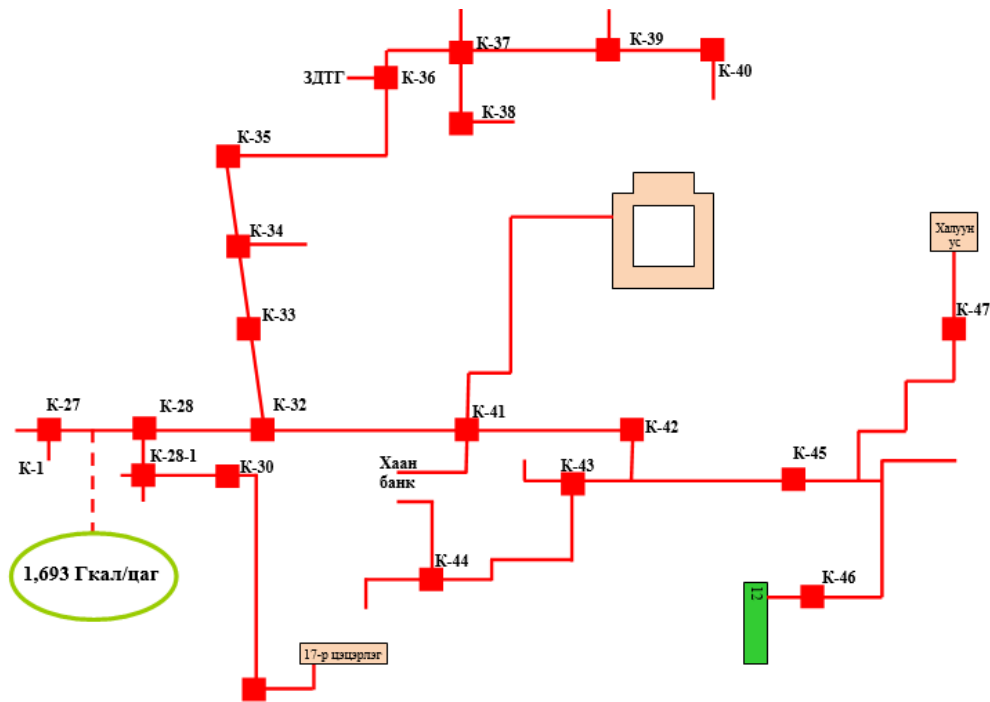 К-37
К-39
ЗДТГ
К-36
К-40
К-38
К-35
К-34
Халуун
ус
К-33
К-47
К-27
К-28
К-32
К-41
К-42
К-1
К-28-1
К-30
Хаан
банк
К-43
К-45
К-44
1,693 Гкал/цаг
К-46
12
17-р цэцэрлэг